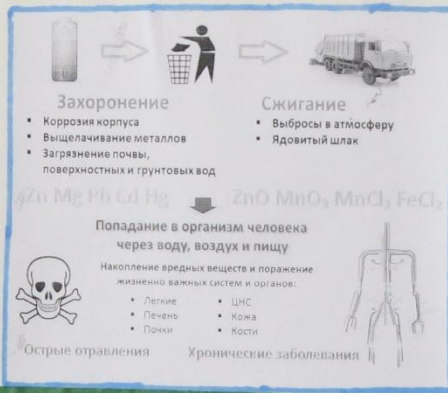 Захоронение
• Коррозия корпуса
• Выщелачивание металлов
• Загрязнение почвы,
поверхностных и грунтовых вод
Сжигание
• Выбросы в атмосферу
• Ядовитый шлак
Zn Mg Pb Cd Hg
ZnO MnO₂ MnCl₂ FeCl₂
Попадание в организм человека
через воду, воздух и пищу
Накопление вредных веществ и поражение
жизненно важных систем и органов:
• Легкие
• Печень
• Почки
• ЦНС
• Кожа
• Кости
Острые отравления
Хронические заболевания